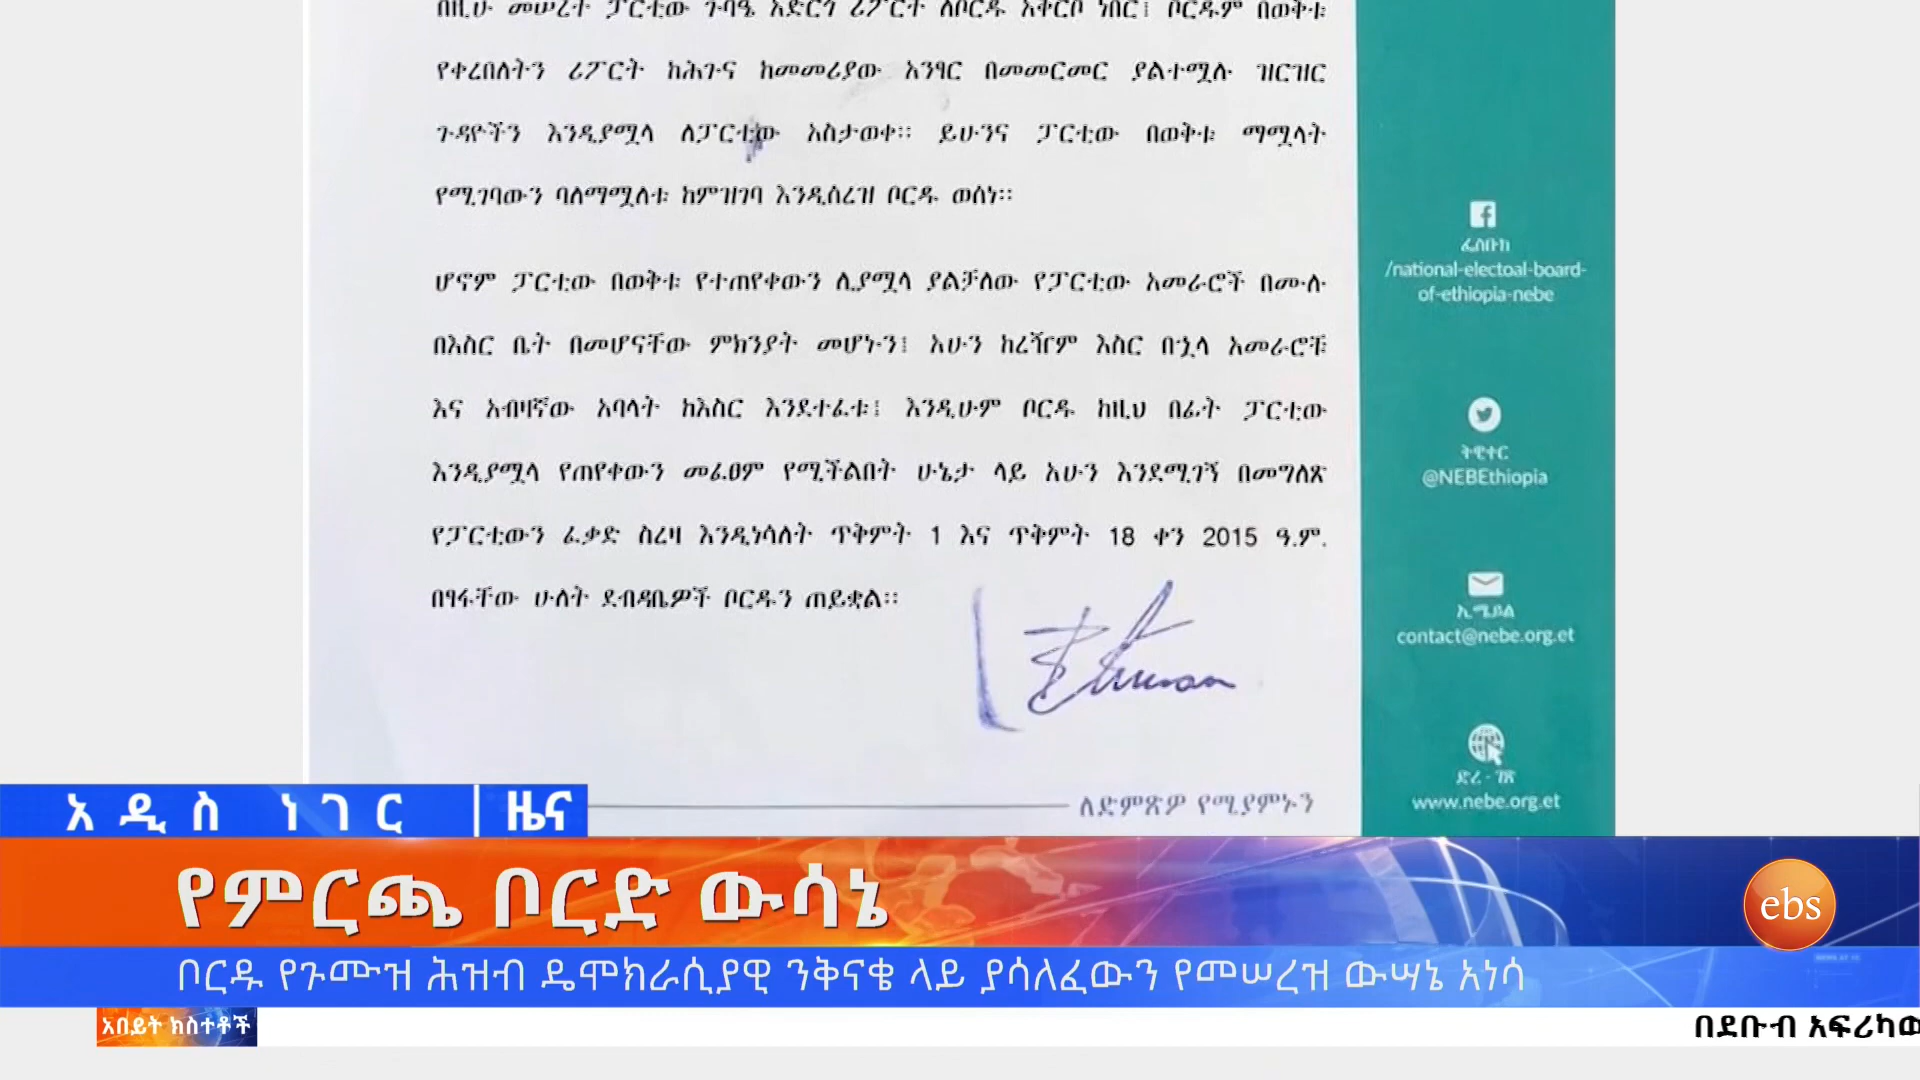 በዚሁ መሠረት ፓርቲው ጉባዔ አድርጎ ሪፖርት ለቦርዱ አቅርቦ ነበር፤ ቦርዱም በወቅቱ
የቀረበለትን ሪፖርት ከሕጉና ከመመሪያው አንፃር በመመርመር ያልተሟሉ ዝርዝር
ጉዳዮችን እንዲያሟላ ለፓርቲው አስታወቀ፡፡ ይሁንና ፓርቲው በወቅቱ ማሟላት
የሚገባውን ባለማሟለቱ ከምዝገባ እንዲሰረዝ ቦርዱ ወሰነ፡፡
ሆኖም ፓርቲው በወቅቱ የተጠየቀውን ሊያሟላ ያልቻለው የፓርቲው አመራሮች በሙሉ
በእስር ቤት በመሆናቸው ምክንያት መሆኑን፤ አሁን ከረዥም እስር በኋላ አመራሮቹ
እና አብዛኛው አባላት ከእስር እንደተፈቱ፤ እንዲሁም ቦርዱ ከዚህ በፊት ፓርቲው
እንዲያሟላ የጠየቀውን መፈፀም የሚችልበት ሁኔታ ላይ አሁን እንደሚገኝ በመግለጽ
የፓርቲውን ፈቃድ ስረዛ እንዲነሳለት ጥቅምት 1 እና ጥቅምት 18 ቀን 2015 ዓ.ም.
በፃፋቸው ሁለት ደብዳቤዎች ቦርዱን ጠይቋል፡፡
ለድምጽዎ የሚያምኑን
ፌስቡክ
/national-electoal-board-
of-ethiopia-nebe
ትዊተር
@NEBEthiopia
ኢሜይል
contact@nebe.org.et
ድረ-ገጽ
www.nebe.org.et
አዲስ ነገር | ዜና
የምርጫ ቦርድ ውሳኔ
ebs
ቦርዱ የጉሙዝ ሕዝብ ዴሞክራሲያዊ ንቅናቄ ላይ ያሳለፈውን የመሠረዝ ውሣኔ አነሳ
አበይት ክስተቶች
በደቡብ አፍሪካው